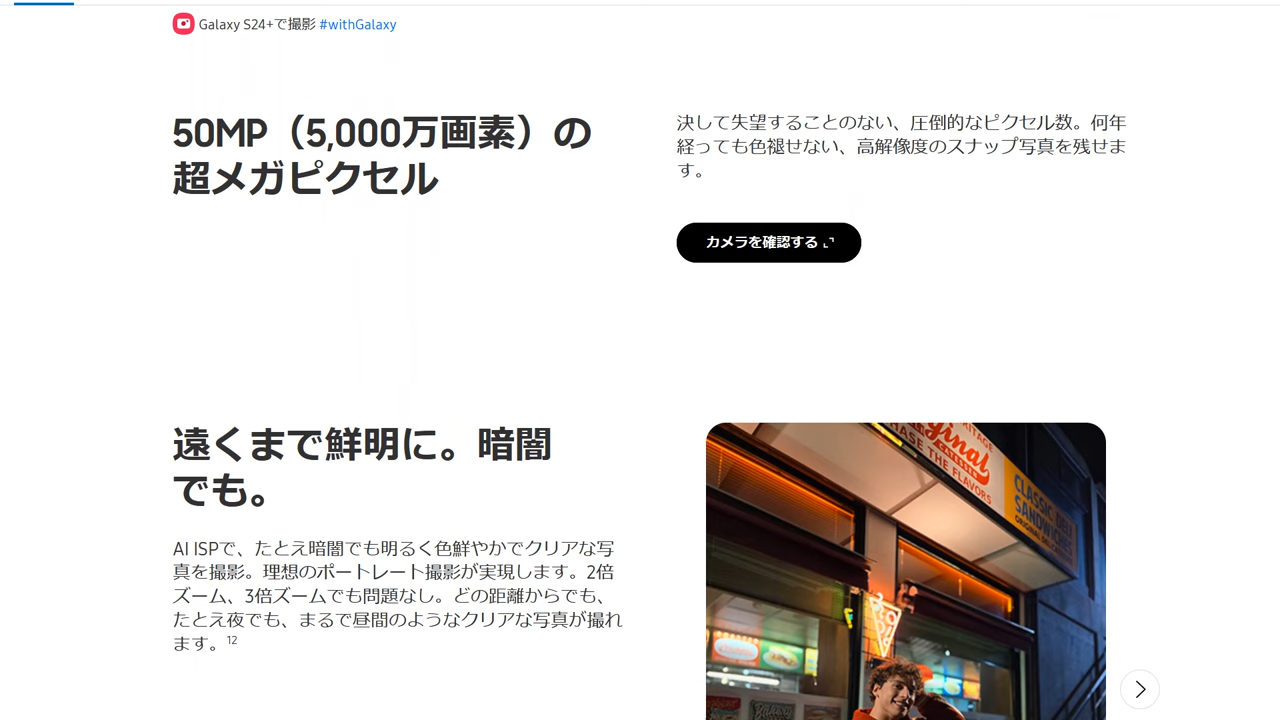 Galaxy S24+で撮影 #withGalaxy
50MP（5,000万画素）の
超メガピクセル
決して失望することのない、圧倒的なピクセル数。何年
経っても色褪せない、高解像度のスナップ写真を残せま
す。
カメラを確認する
遠くまで鮮明に。暗闇
でも。
AI ISPで、たとえ暗闇でも明るく色鮮やかでクリアな写
真を撮影。理想のポートレート撮影が実現します。2倍
ズーム、3倍ズームでも問題なし。どの距離からでも、
たとえ夜でも、まるで昼間のようなクリアな写真が撮れ
ます。12
CATESSEN
THE FLAVORS
CLASSIC DELI
SANDWICHES